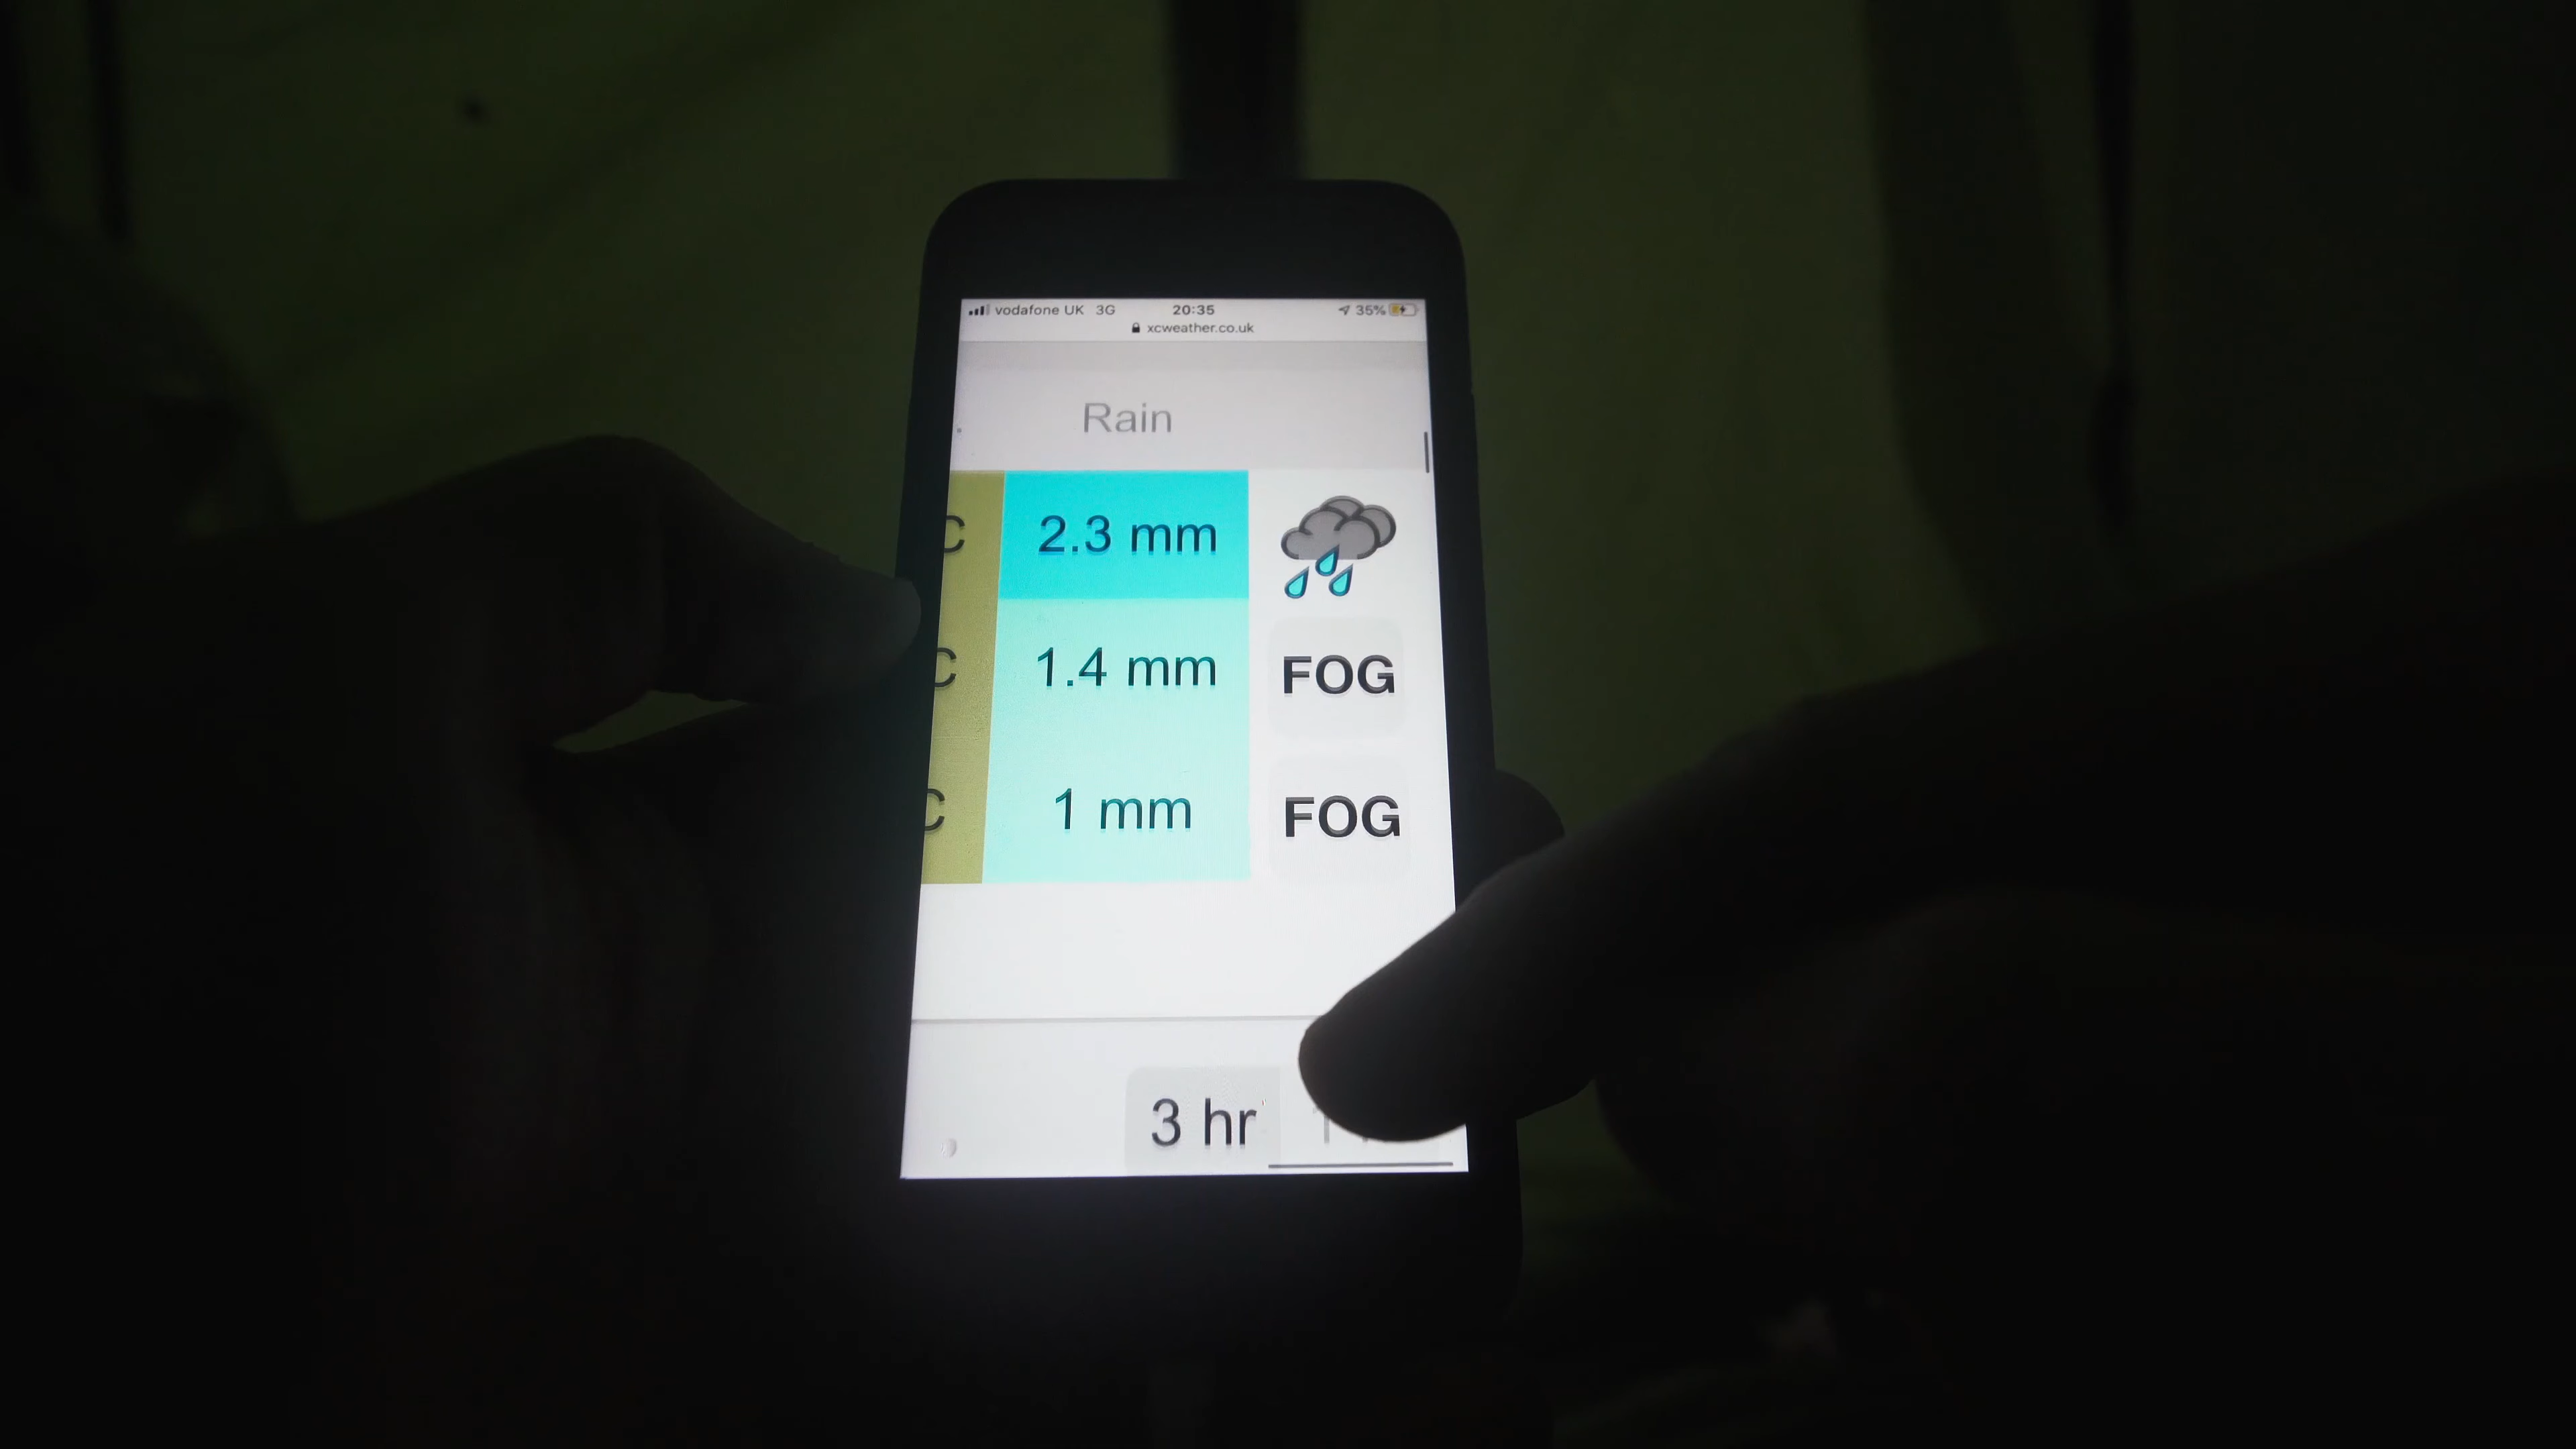 vodafone UK 3G 20:35 35%
xcweather.co.uk
Rain
C 2.3 mm
C 1.4 mm FOG
C 1 mm FOG
3 hr